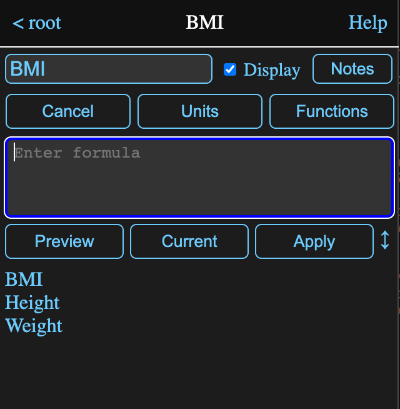 < root BMI Help
BMI Display Notes
Cancel Units Functions
Enter formula
Preview Current Apply ↕
BMI
Height
Weight